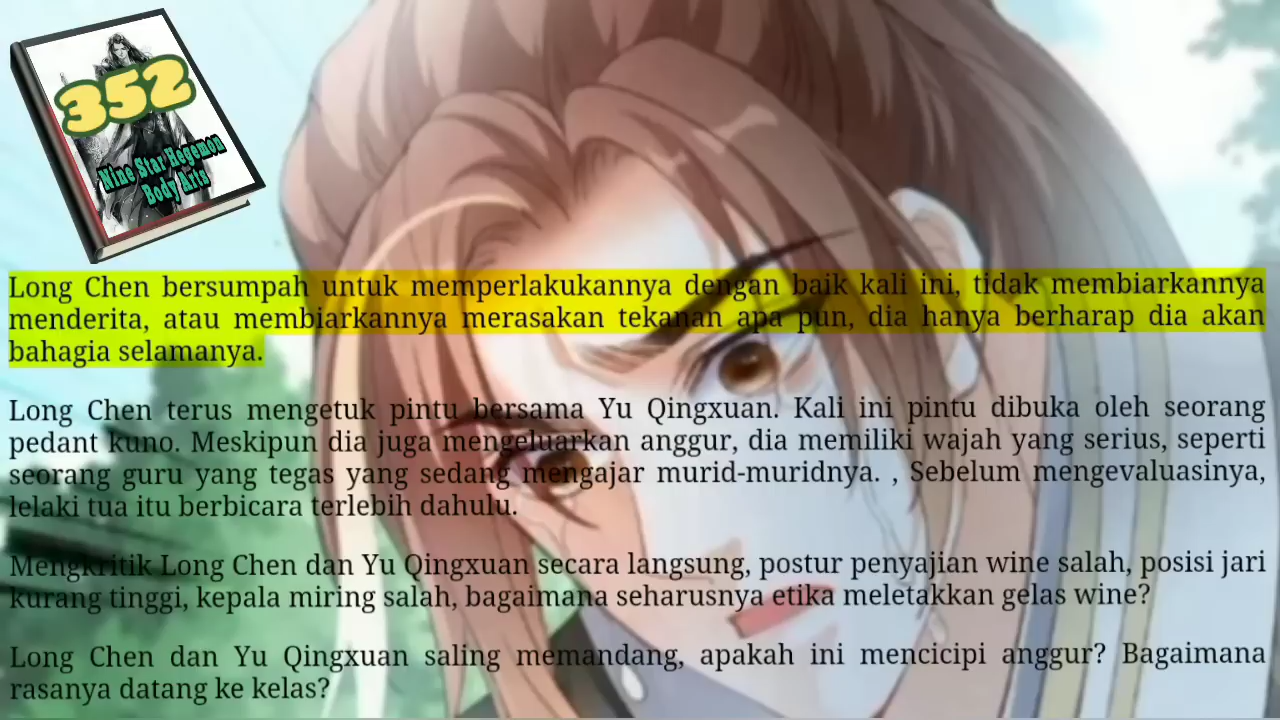 352
Nine Star Hegemon
Body Arts
Long Chen bersumpah untuk memperlakukannya dengan baik kali ini, tidak membiarkannya
menderita, atau membiarkannya merasakan tekanan apa pun, dia hanya berharap dia akan
bahagia selamanya.
Long Chen terus mengetuk pintu bersama Yu Qingxuan. Kali ini pintu dibuka oleh seorang
pedant kuno. Meskipun dia juga mengeluarkan anggur, dia memiliki wajah yang serius, seperti
seorang guru yang tegas yang sedang mengajar murid-muridnya. , Sebelum mengevaluasinya,
lelaki tua itu berbicara terlebih dahulu.
Mengkritik Long Chen dan Yu Qingxuan secara langsung, postur penyajian wine salah, posisi jari
kurang tinggi, kepala miring salah, bagaimana seharusnya etika meletakkan gelas wine?
Long Chen dan Yu Qingxuan saling memandang, apakah ini mencicipi anggur? Bagaimana
rasanya datang ke kelas?